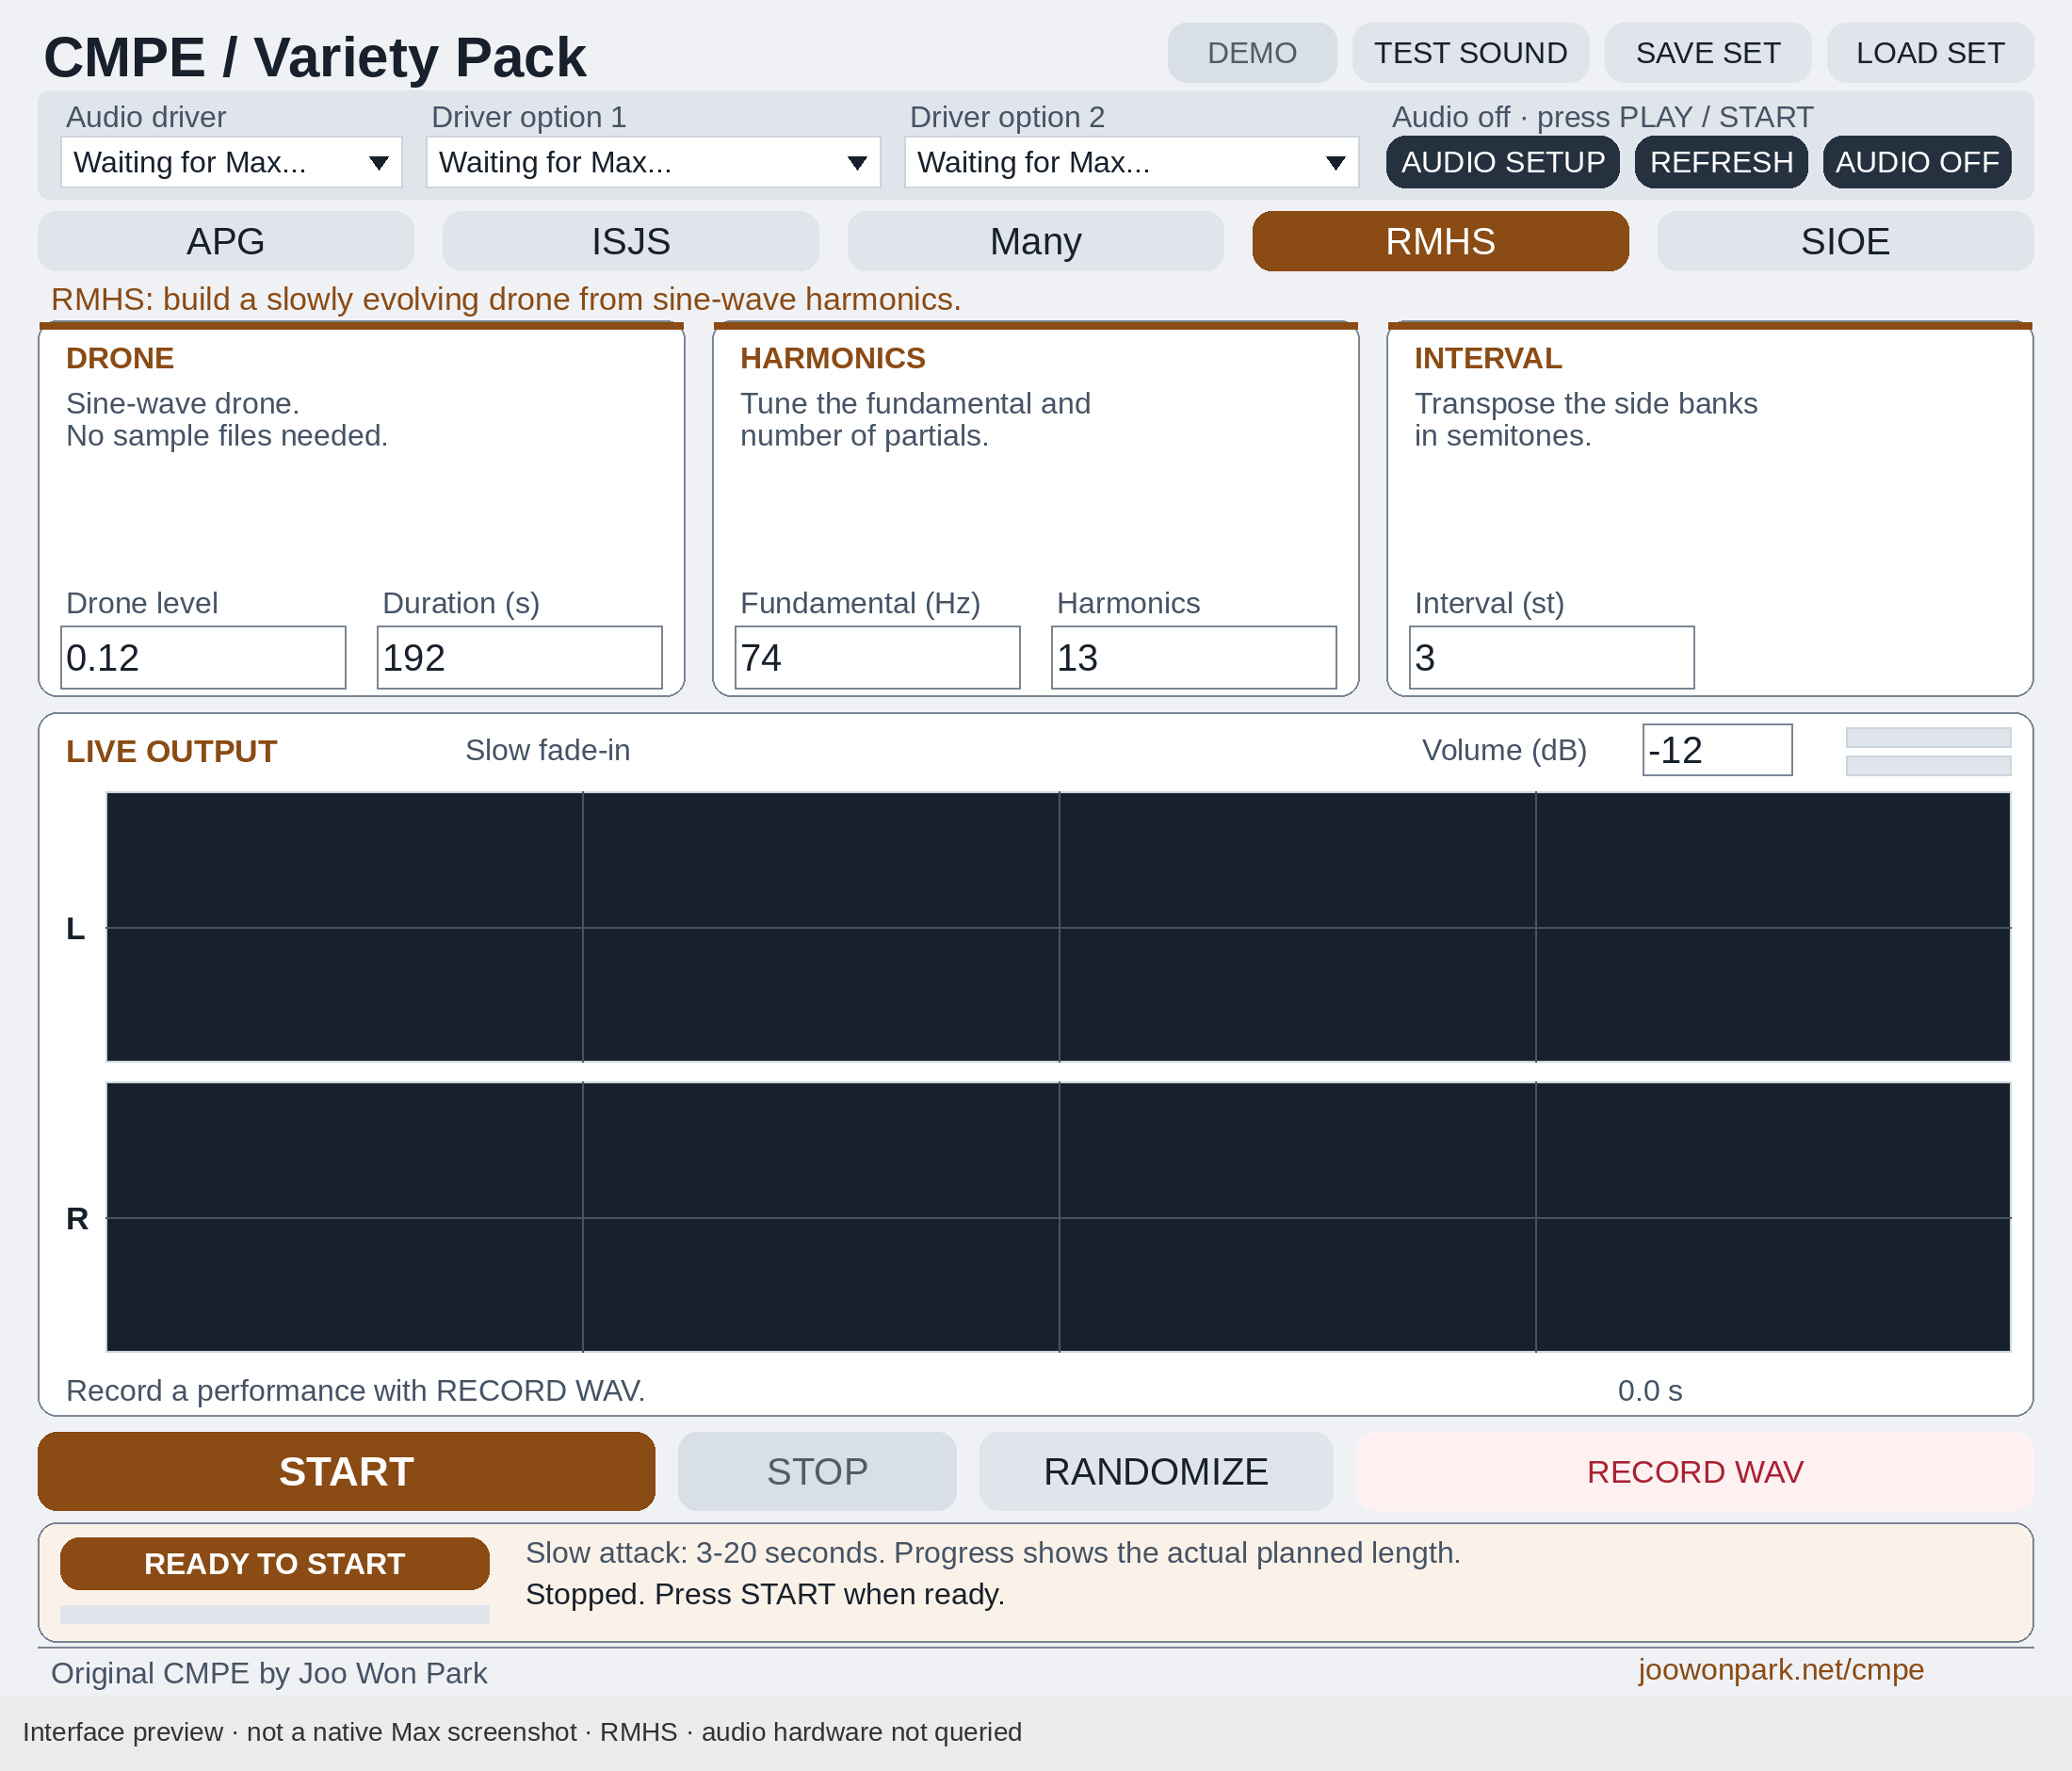 CMPE / Variety Pack
DEMO
TEST SOUND
SAVE SET
LOAD SET
Audio driver
Driver option 1
Driver option 2
Audio off · press PLAY / START
Waiting for Max...
Waiting for Max...
Waiting for Max...
AUDIO SETUP
REFRESH
AUDIO OFF
APG
ISJS
Many
RMHS
SIOE
RMHS: build a slowly evolving drone from sine-wave harmonics.
DRONE
Sine-wave drone.
No sample files needed.
Drone level
Duration (s)
0.12
192
HARMONICS
Tune the fundamental and
number of partials.
Fundamental (Hz)
Harmonics
74
13
INTERVAL
Transpose the side banks
in semitones.
Interval (st)
3
LIVE OUTPUT
Slow fade-in
Volume (dB)
-12
L
R
Record a performance with RECORD WAV.
0.0 s
START
STOP
RANDOMIZE
RECORD WAV
READY TO START
Slow attack: 3-20 seconds. Progress shows the actual planned length.
Stopped. Press START when ready.
Original CMPE by Joo Won Park
joowonpark.net/cmpe
Interface preview · not a native Max screenshot · RMHS · audio hardware not queried